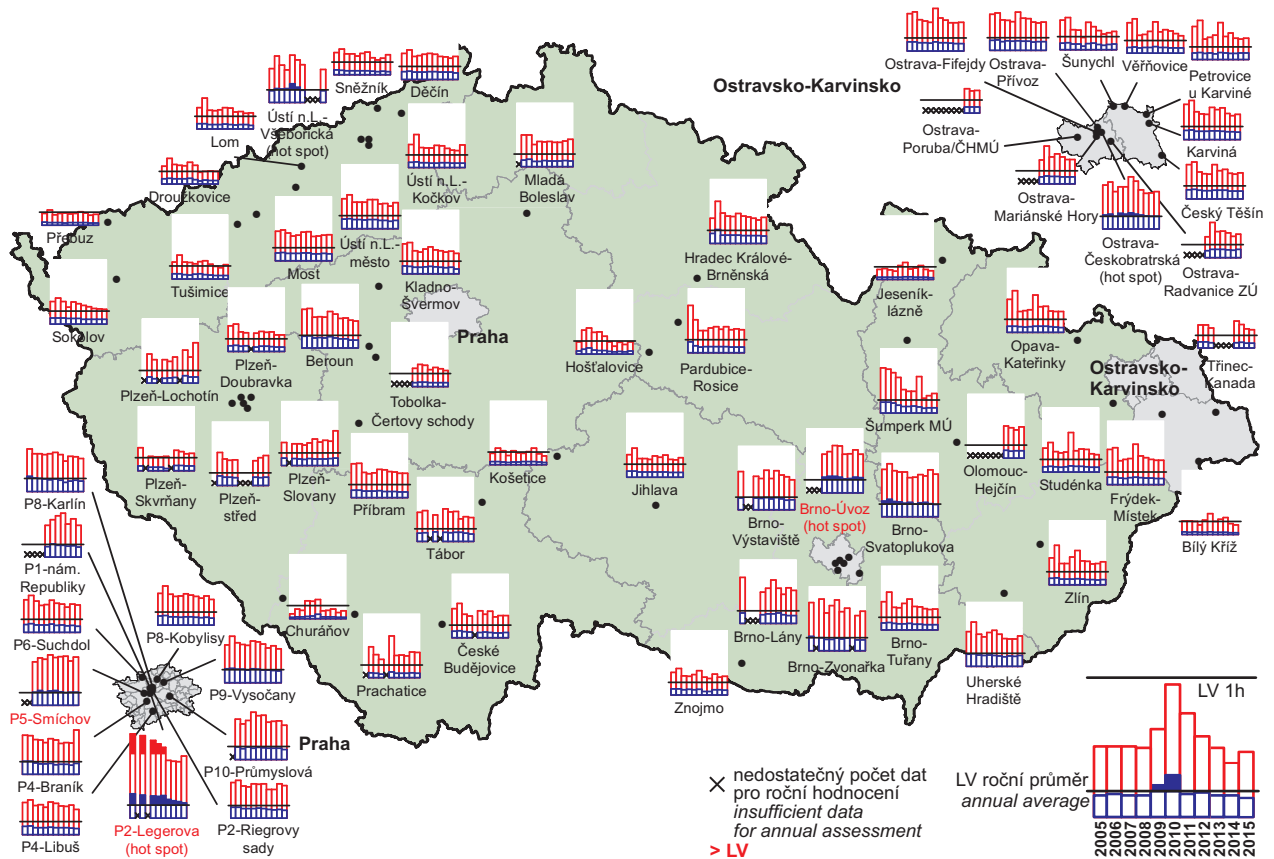 Sněžník
Děčín
Ústí n.L.-
Všebořická
(hot spot)
Lom
Droužkovice
Přebuz
Sokolov
Tušimice
Most
Ústí n.L.-
město
Ústí n.L.-
Kočkov
Mladá
Boleslav
Kladno-
Švermov
Praha
Plzeň-Lochotín
Plzeň-
Doubravka
Beroun
Tobolka-
Čertovy schody
Plzeň-
Skvrňany
Plzeň-
střed
Plzeň-
Slovany
Příbram
Tábor
Košetice
Churáňov
Prachatice
České
Budějovice
Hradec Králové-
Brněnská
Hošťalovice
Pardubice-
Rosice
Jihlava
Brno-
Výstaviště
Brno-Úvoz
(hot spot)
Brno-
Svatoplukova
Brno-Lány
Brno-Zvonařka
Brno-
Tuřany
Znojmo
Uherské
Hradiště
Zlín
Jeseník-
lázně
Šumperk MÚ
Olomouc-
Hejčín
Opava-
Kateřinky
Studénka
Frýdek-
Místek
Bílý Kříž
Třinec-
Kanada
Ostravsko-
Karvinsko
Ostravsko-Karvinsko
Ostrava-Fifejdy
Ostrava-
Přívoz
Šunychl
Věřňovice
Petrovice
u Karviné
Ostrava-
Poruba/ČHMÚ
Karviná
Ostrava-
Mariánské Hory
Český Těšín
Ostrava-
Českobratrská
(hot spot)
Ostrava-
Radvanice ZÚ
P8-Karlín
P1-nám.
Republiky
P6-Suchdol
P8-Kobylisy
P5-Smíchov
P9-Vysočany
P4-Braník
P10-Průmyslová
Praha
P4-Libuš
P2-Legerova
(hot spot)
P2-Riegrovy
sady
× nedostatečný počet dat
pro roční hodnocení
insufficient data
for annual assessment
> LV
LV 1h
LV roční průměr
annual average
2005
2006
2007
2008
2009
2010
2011
2012
2013
2014
2015